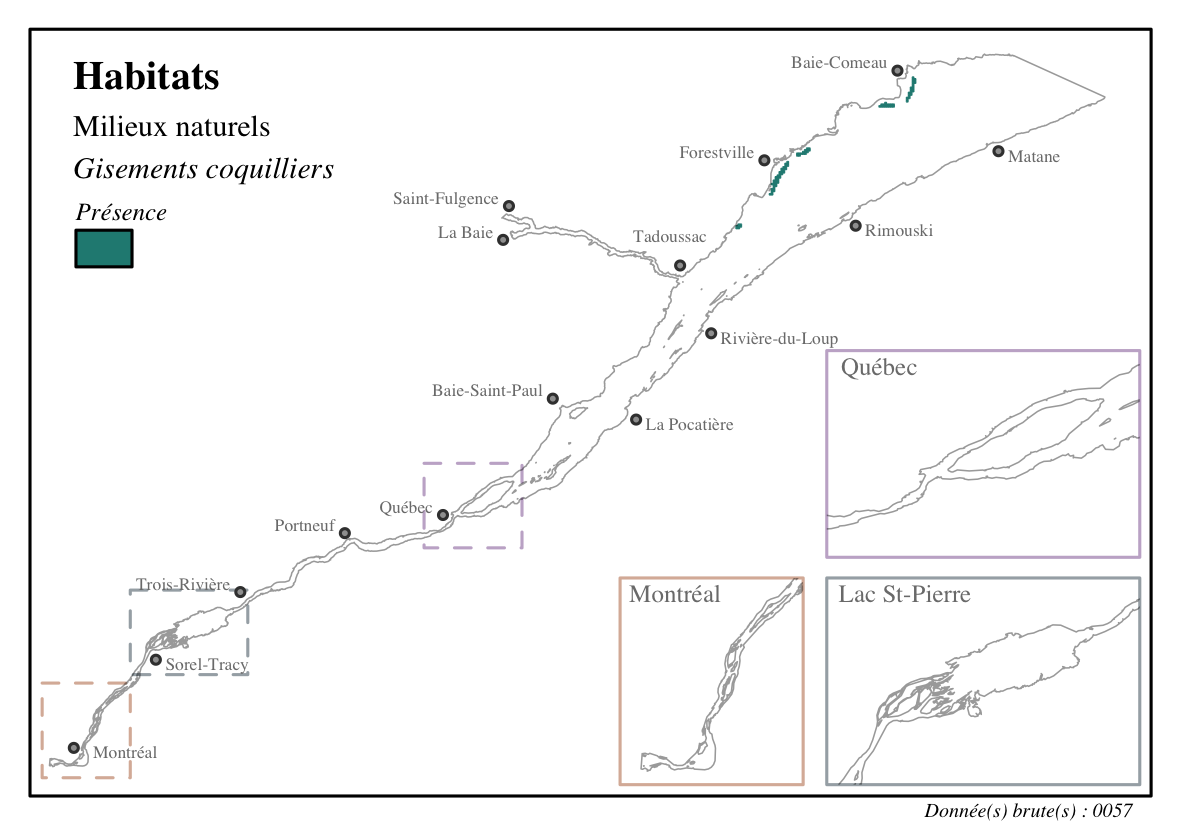 Habitats
Milieux naturels
Gisements coquilliers
Présence
Baie-Comeau
Matane
Forestville
Saint-Fulgence
La Baie
Tadoussac
Rimouski
Rivière-du-Loup
Baie-Saint-Paul
La Pocatière
Québec
Portneuf
Trois-Rivière
Sorel-Tracy
Montréal
Québec
Montréal
Lac St-Pierre
Donnée(s) brute(s) : 0057